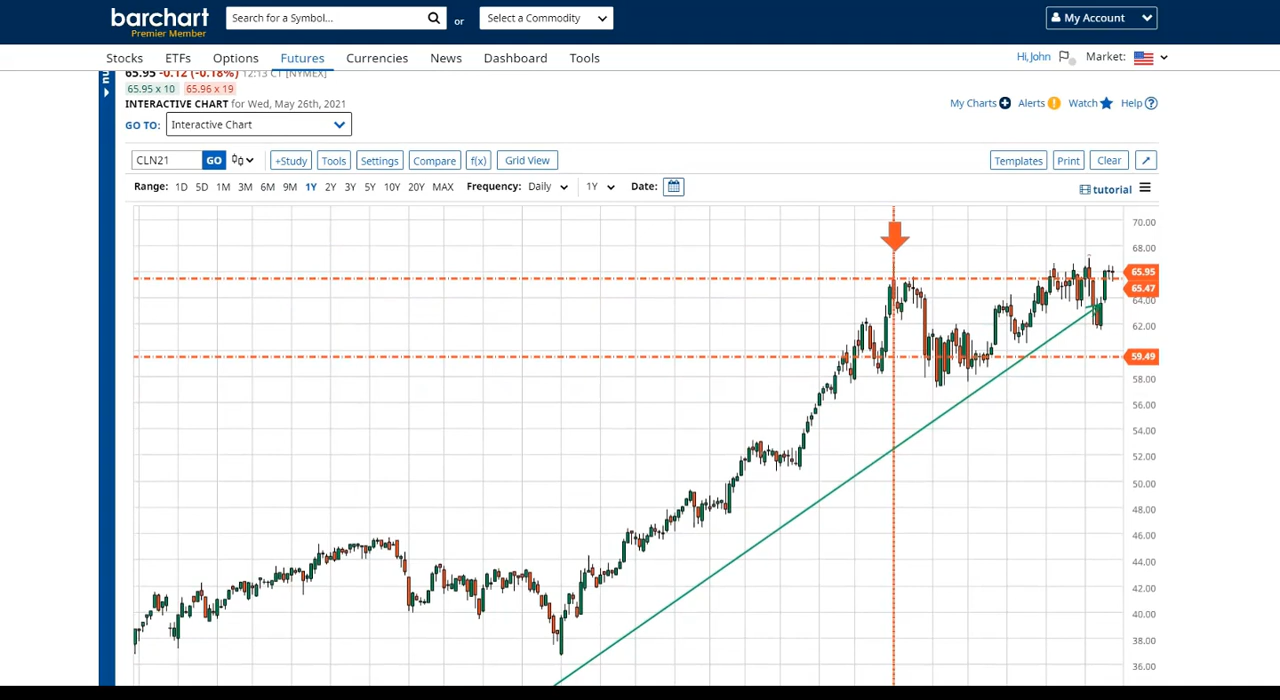 barchart
Premier Member
Search for a Symbol...
or
Select a Commodity
My Account
Stocks ETFs Options Futures Currencies News Dashboard Tools
Hi, John
Market:
65.95 -0.12 (-0.18%) 12:13 CT [NYMEX]
65.95 x 10 65.96 x 19
INTERACTIVE CHART for Wed, May 26th, 2021
My Charts Alerts Watch Help
GO TO: Interactive Chart
CLN21 GO +Study Tools Settings Compare f(x) Grid View Templates Print Clear
Range: 1D 5D 1M 3M 6M 9M 1Y 2Y 3Y 5Y 10Y 20Y MAX Frequency: Daily 1Y Date:
tutorial
70.00
68.00
65.95
65.47
64.00
62.00
59.49
58.00
56.00
54.00
52.00
50.00
48.00
46.00
44.00
42.00
40.00
38.00
36.00